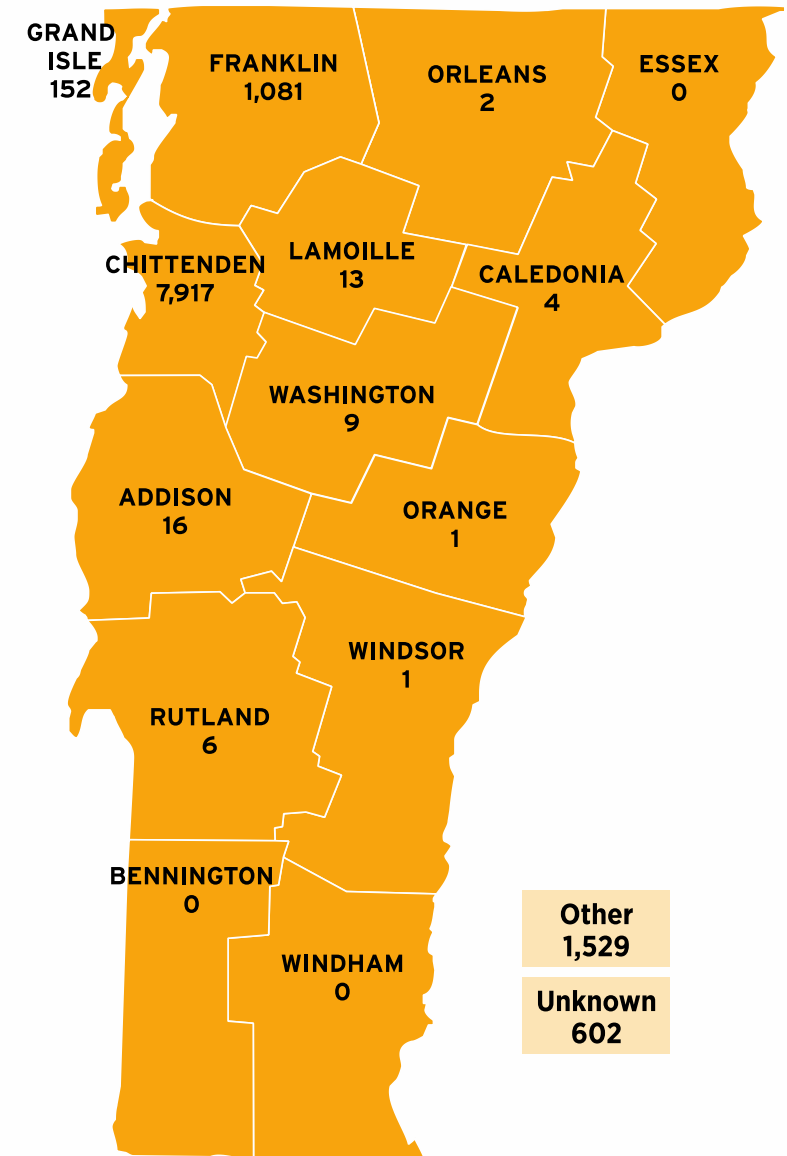 GRAND
ISLE
152
FRANKLIN
1,081
ORLEANS
2
ESSEX
0
LAMOILLE
13
CHITTENDEN
7,917
CALEDONIA
4
WASHINGTON
9
ADDISON
16
ORANGE
1
WINDSOR
1
RUTLAND
6
BENNINGTON
0
WINDHAM
0
Other
1,529
Unknown
602